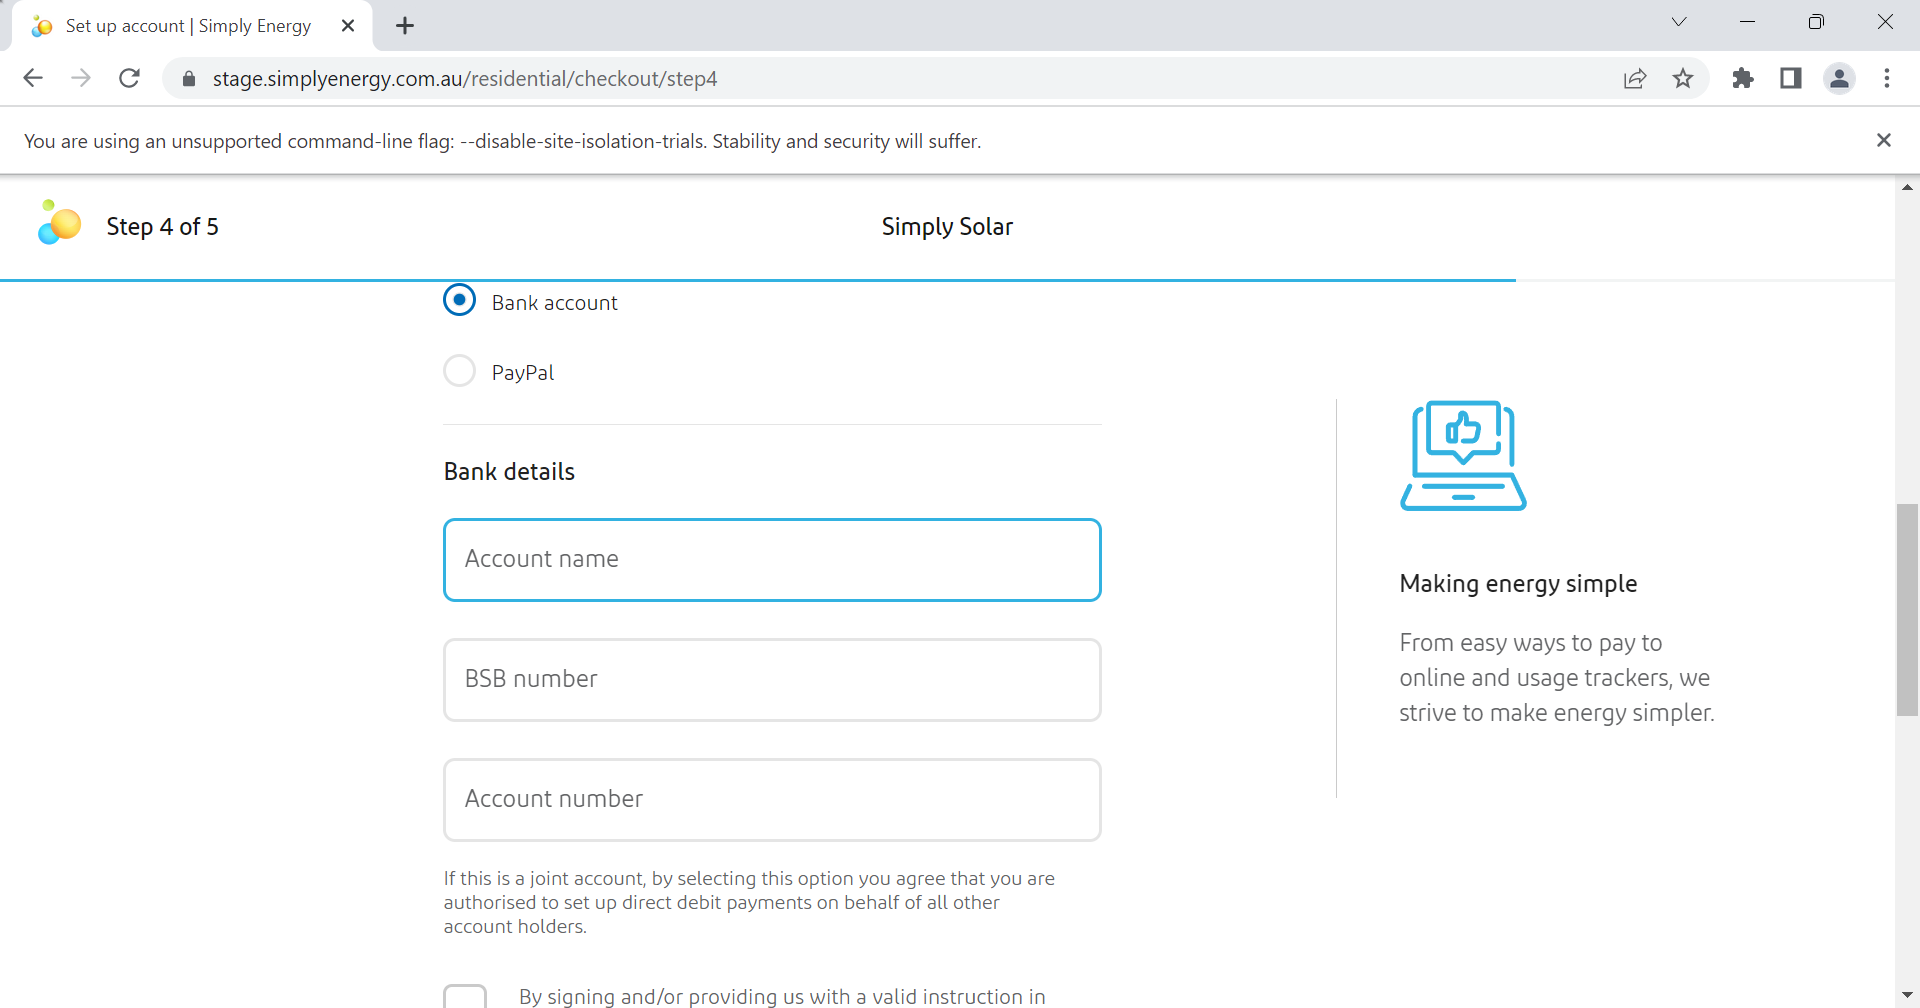 Set up account | Simply Energy
stage.simplyenergy.com.au/residential/checkout/step4
You are using an unsupported command-line flag: --disable-site-isolation-trials. Stability and security will suffer.
Step 4 of 5
Simply Solar
Bank account
PayPal
Bank details
Account name
BSB number
Account number
If this is a joint account, by selecting this option you agree that you are
authorised to set up direct debit payments on behalf of all other
account holders.
By signing and/or providing us with a valid instruction in
Making energy simple
From easy ways to pay to
online and usage trackers, we
strive to make energy simpler.